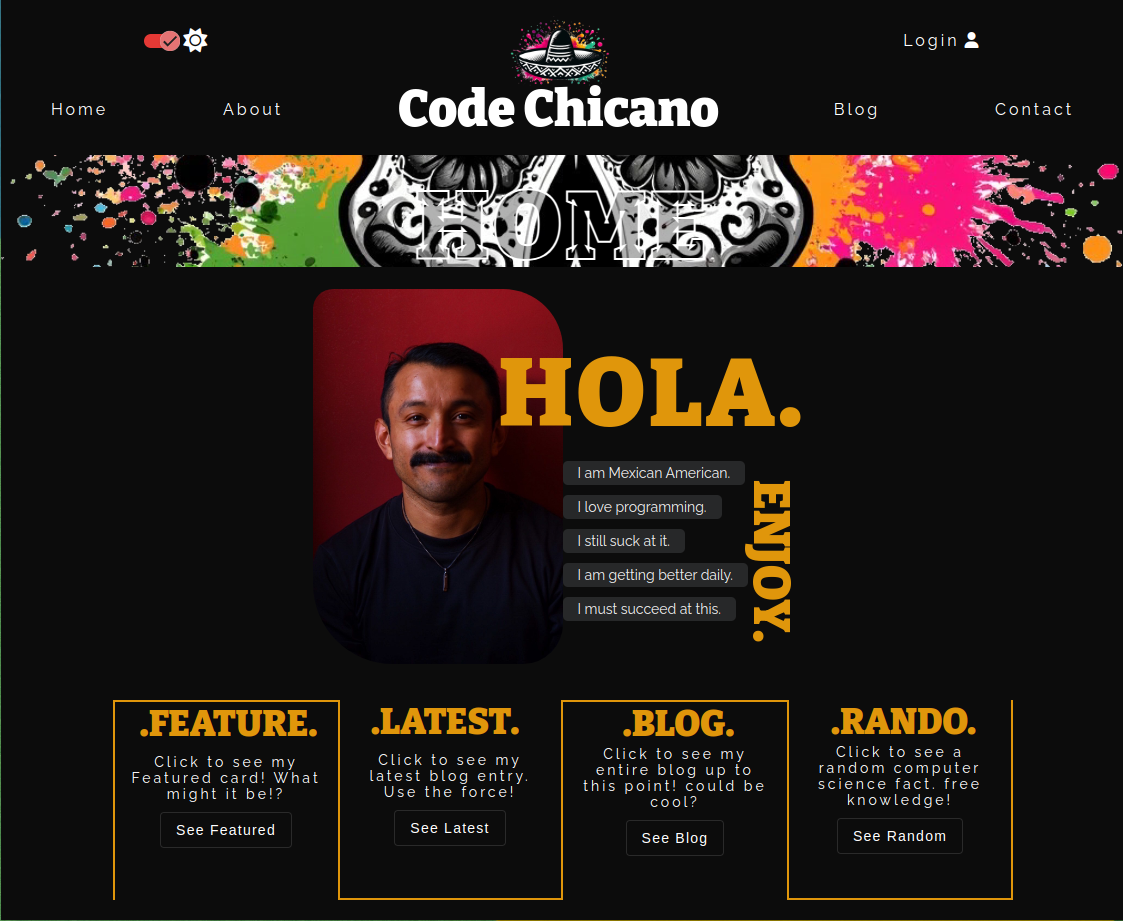 Login
Home
About
Code Chicano
Blog
Contact
HOME
HOLA.
I am Mexican American.
I love programming.
I still suck at it.
I am getting better daily.
I must succeed at this.
ENJOY.
.FEATURE.
Click to see my
Featured card! What
might it be!?
See Featured
.LATEST.
Click to see my
latest blog entry.
Use the force!
See Latest
.BLOG.
Click to see my
entire blog up to
this point! could be
cool?
See Blog
.RANDO.
Click to see a
random computer
science fact. free
knowledge!
See Random